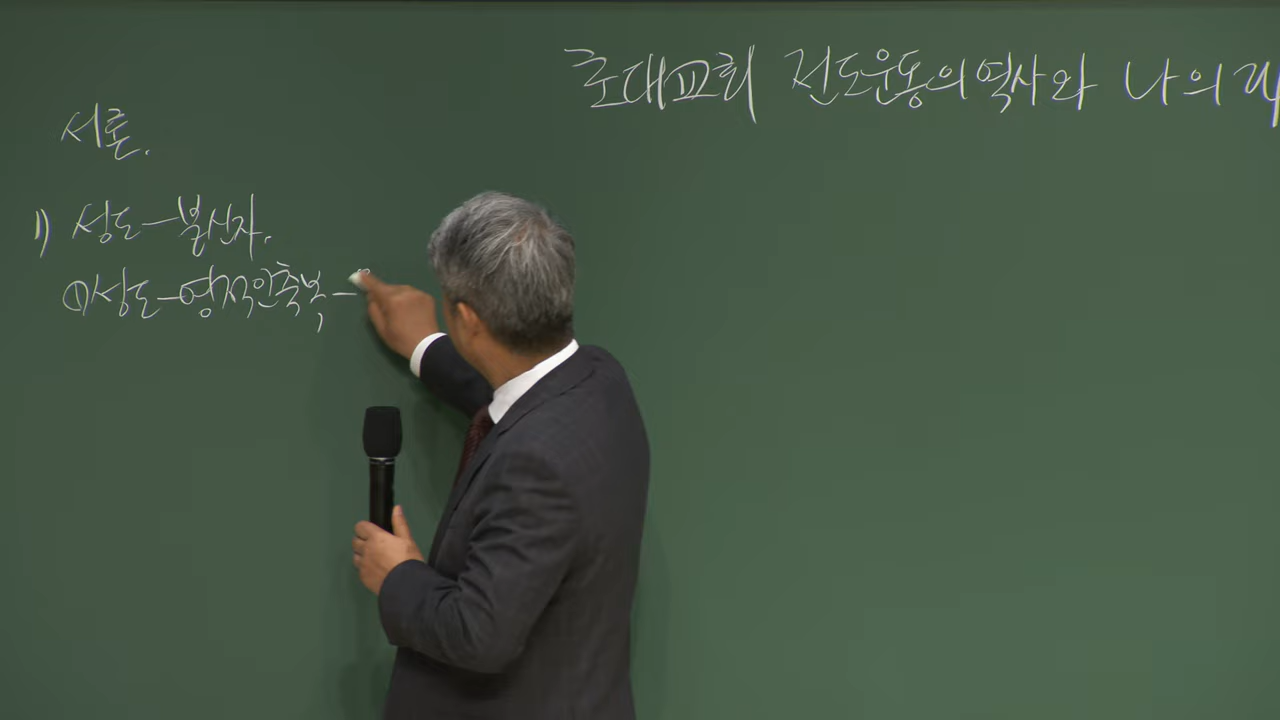 초대교회 전도운동의 역사와 나의
서론.
1) 성도-불신자.
①성도-영적인축복,-